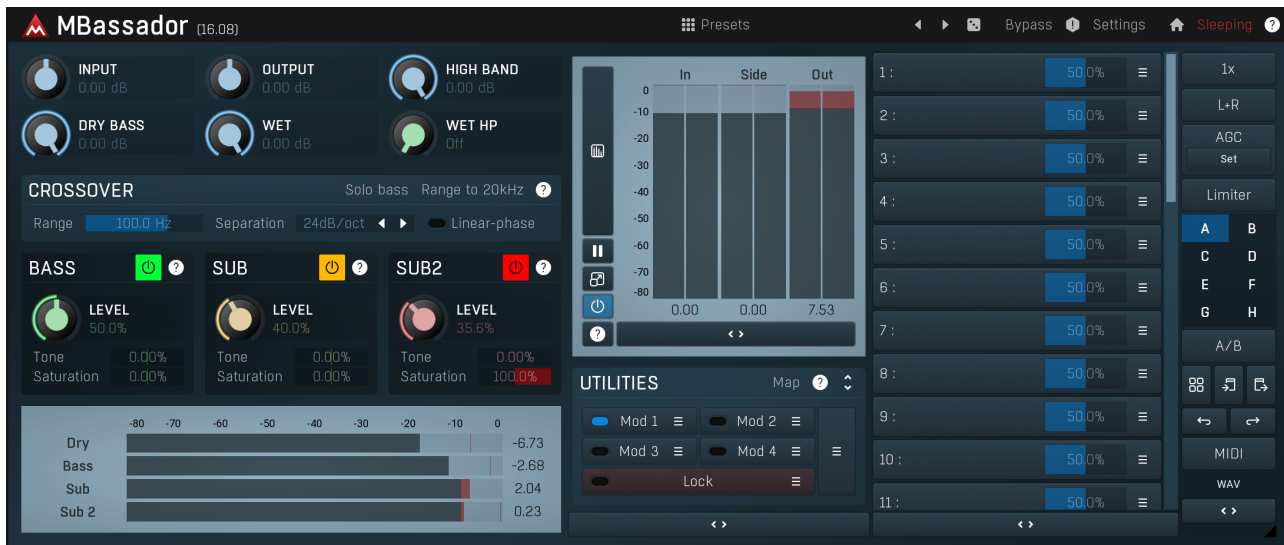 MBassador (16.08) Presets Bypass Settings Sleeping ?
INPUT
0.00 dB
OUTPUT
0.00 dB
HIGH BAND
0.00 dB
DRY BASS
0.00 dB
WET
0.00 dB
WET HP
Off
CROSSOVER Solo bass Range to 20kHz ?
Range 100.0 Hz Separation 24dB/oct Linear-phase
BASS ?
LEVEL
50.0%
Tone 0.00%
Saturation 0.00%
SUB ?
LEVEL
40.0%
Tone 0.00%
Saturation 0.00%
SUB2 ?
LEVEL
35.6%
Tone 0.00%
Saturation 100.0%
-80 -70 -60 -50 -40 -30 -20 -10 0
Dry -6.73
Bass -2.68
Sub 2.04
Sub 2 0.23
In Side Out
0
-10
-20
-30
-40
-50
-60
-70
-80
0.00 0.00 7.53
?
UTILITIES Map ?
Mod 1 Mod 2
Mod 3 Mod 4
Lock
1 : 50.0%
2 : 50.0%
3 : 50.0%
4 : 50.0%
5 : 50.0%
6 : 50.0%
7 : 50.0%
8 : 50.0%
9 : 50.0%
10 : 50.0%
11 : 50.0%
1x
L+R
AGC
Set
Limiter
A B
C D
E F
G H
A/B
MIDI
WAV